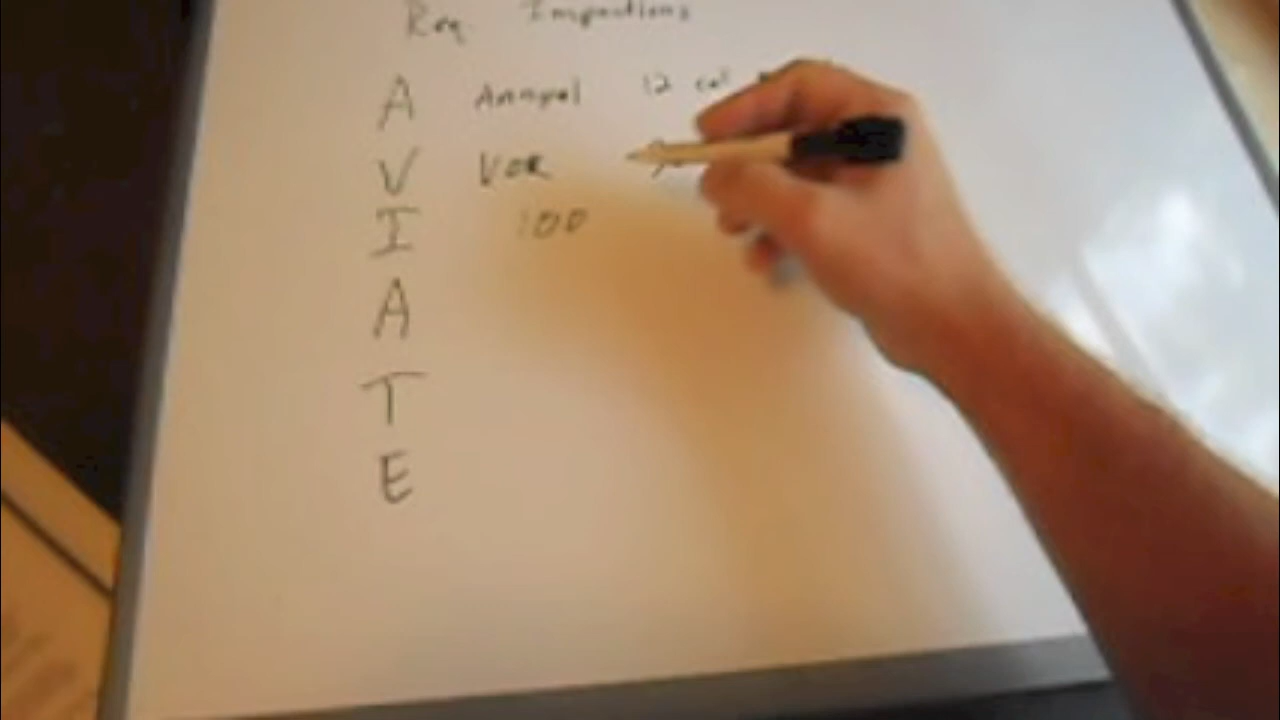 Req. Inspections
A Annual 12 cal
V VOR
I 100
A
T
E